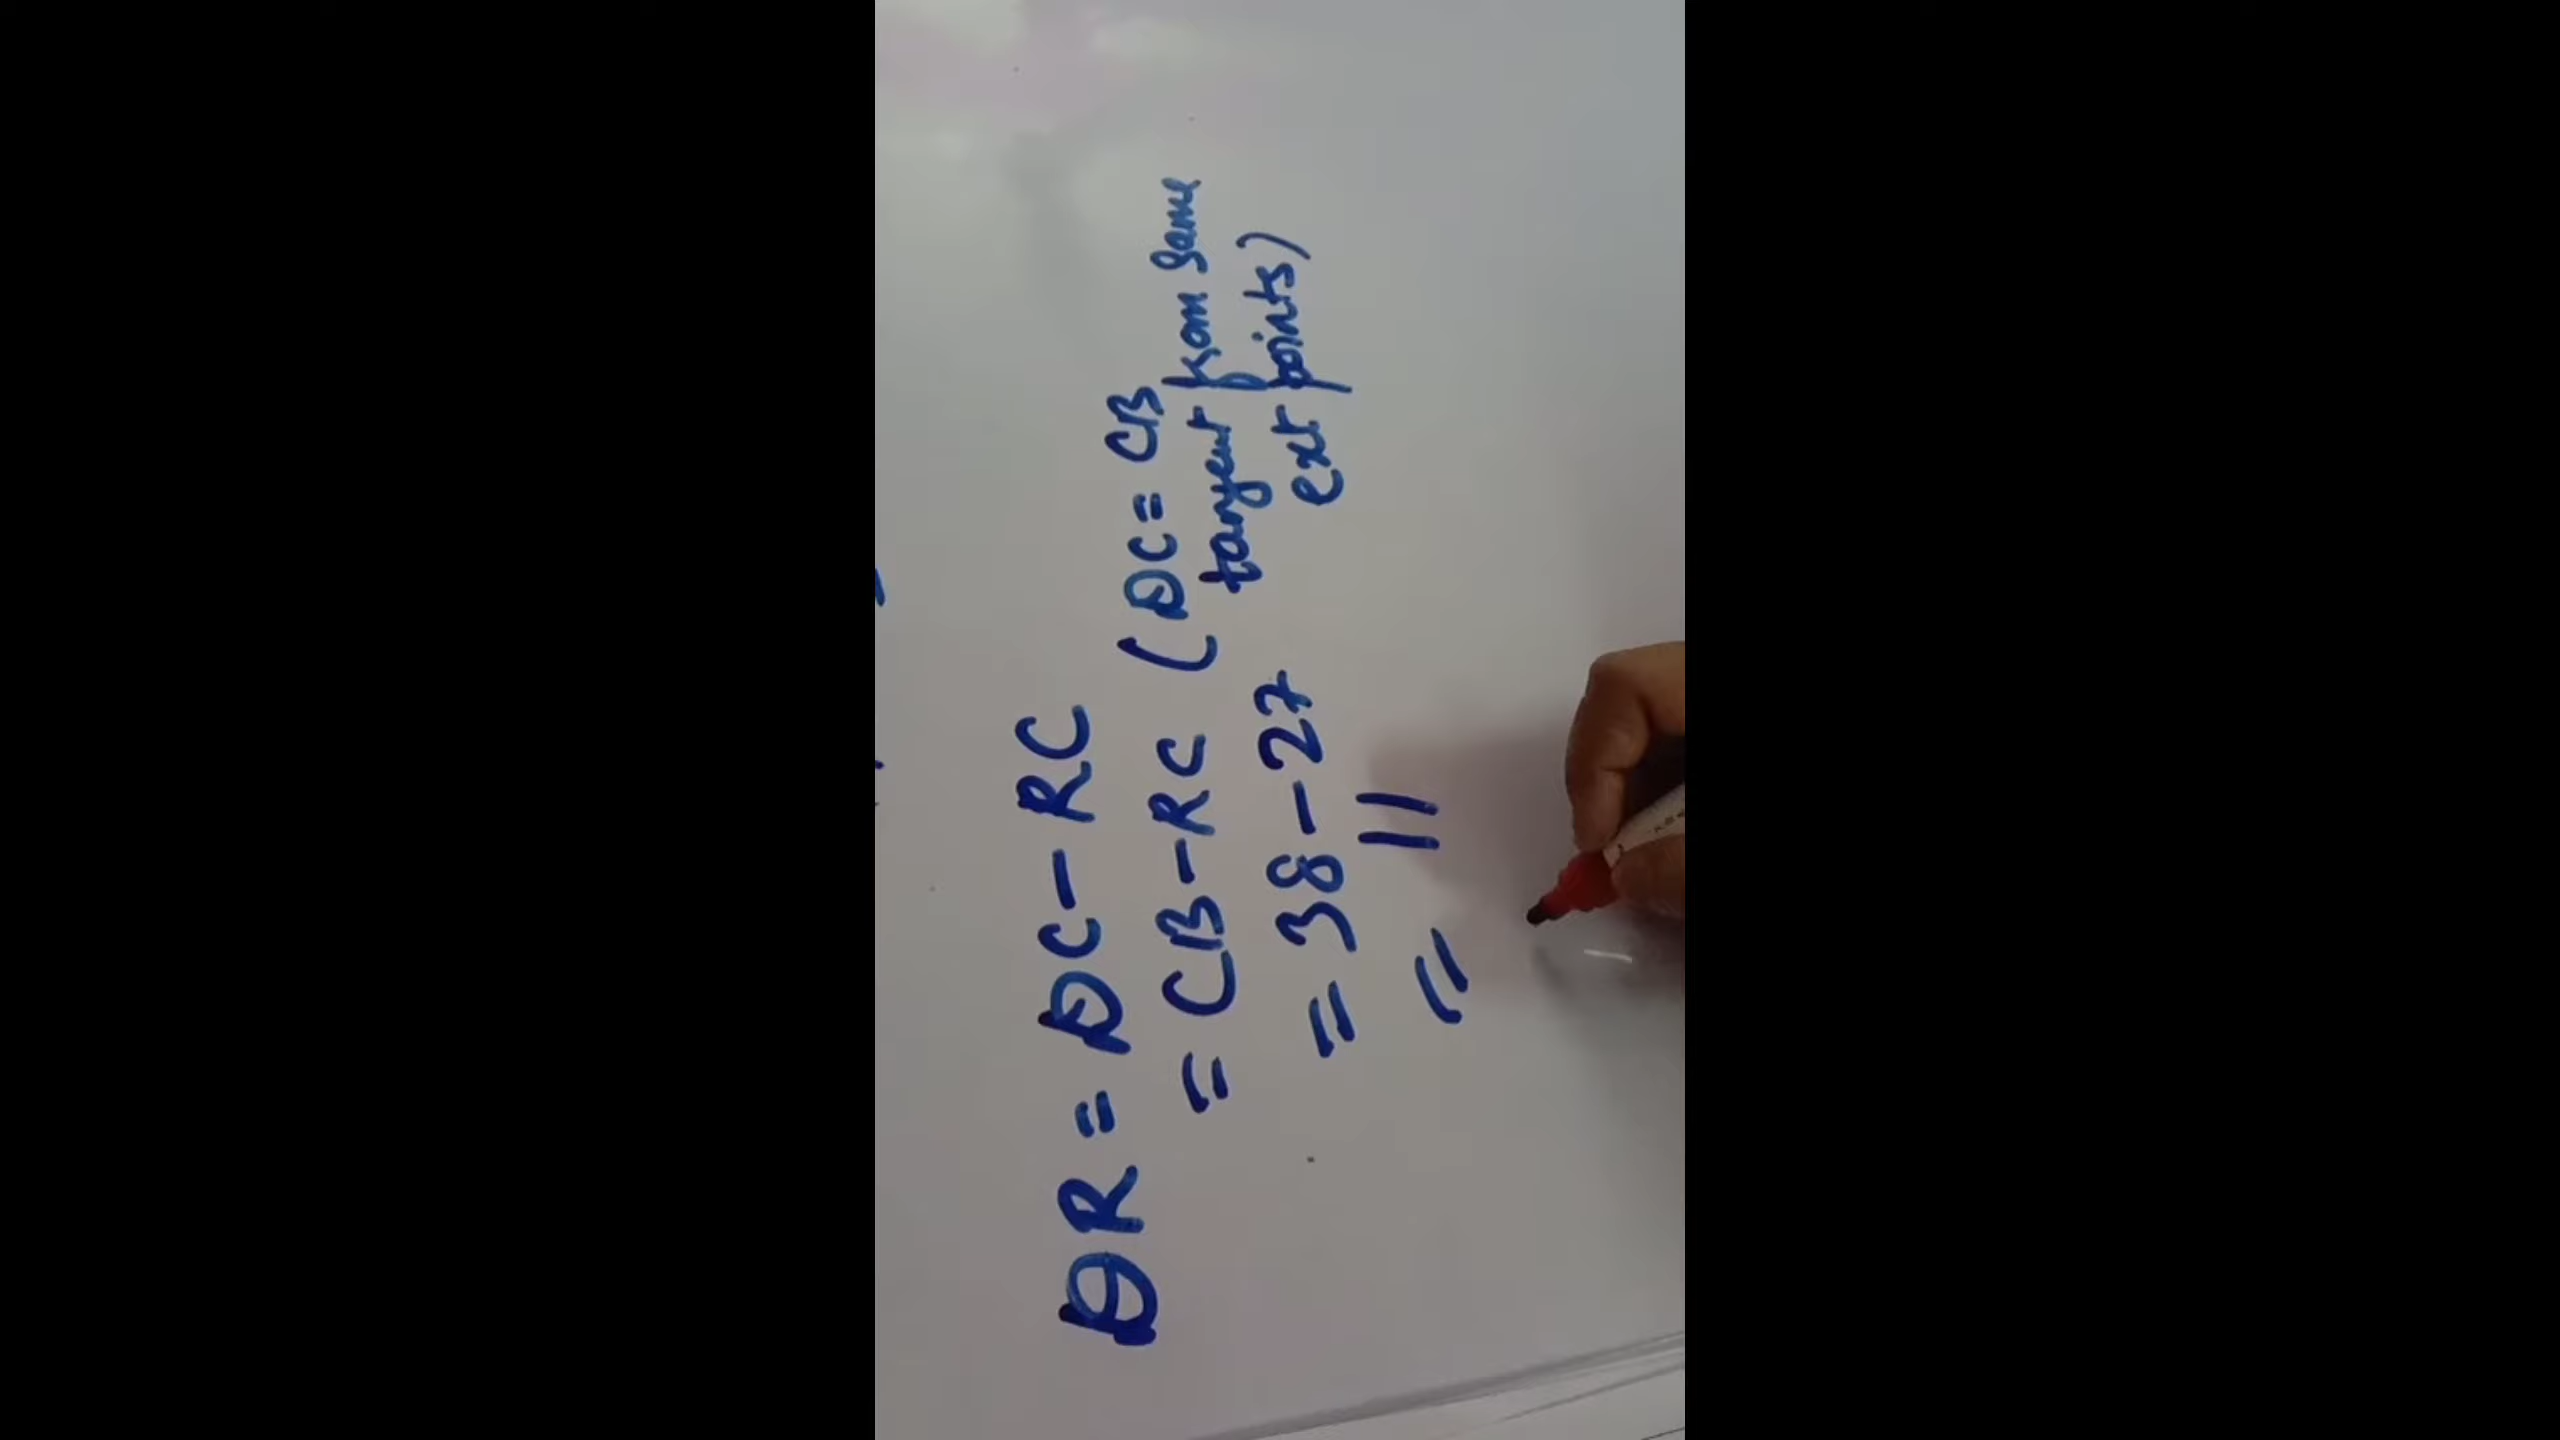 DR = DC - RC
= CB - RC (DC = CB
tangent from same
ext points)
= 38 - 27
= 11